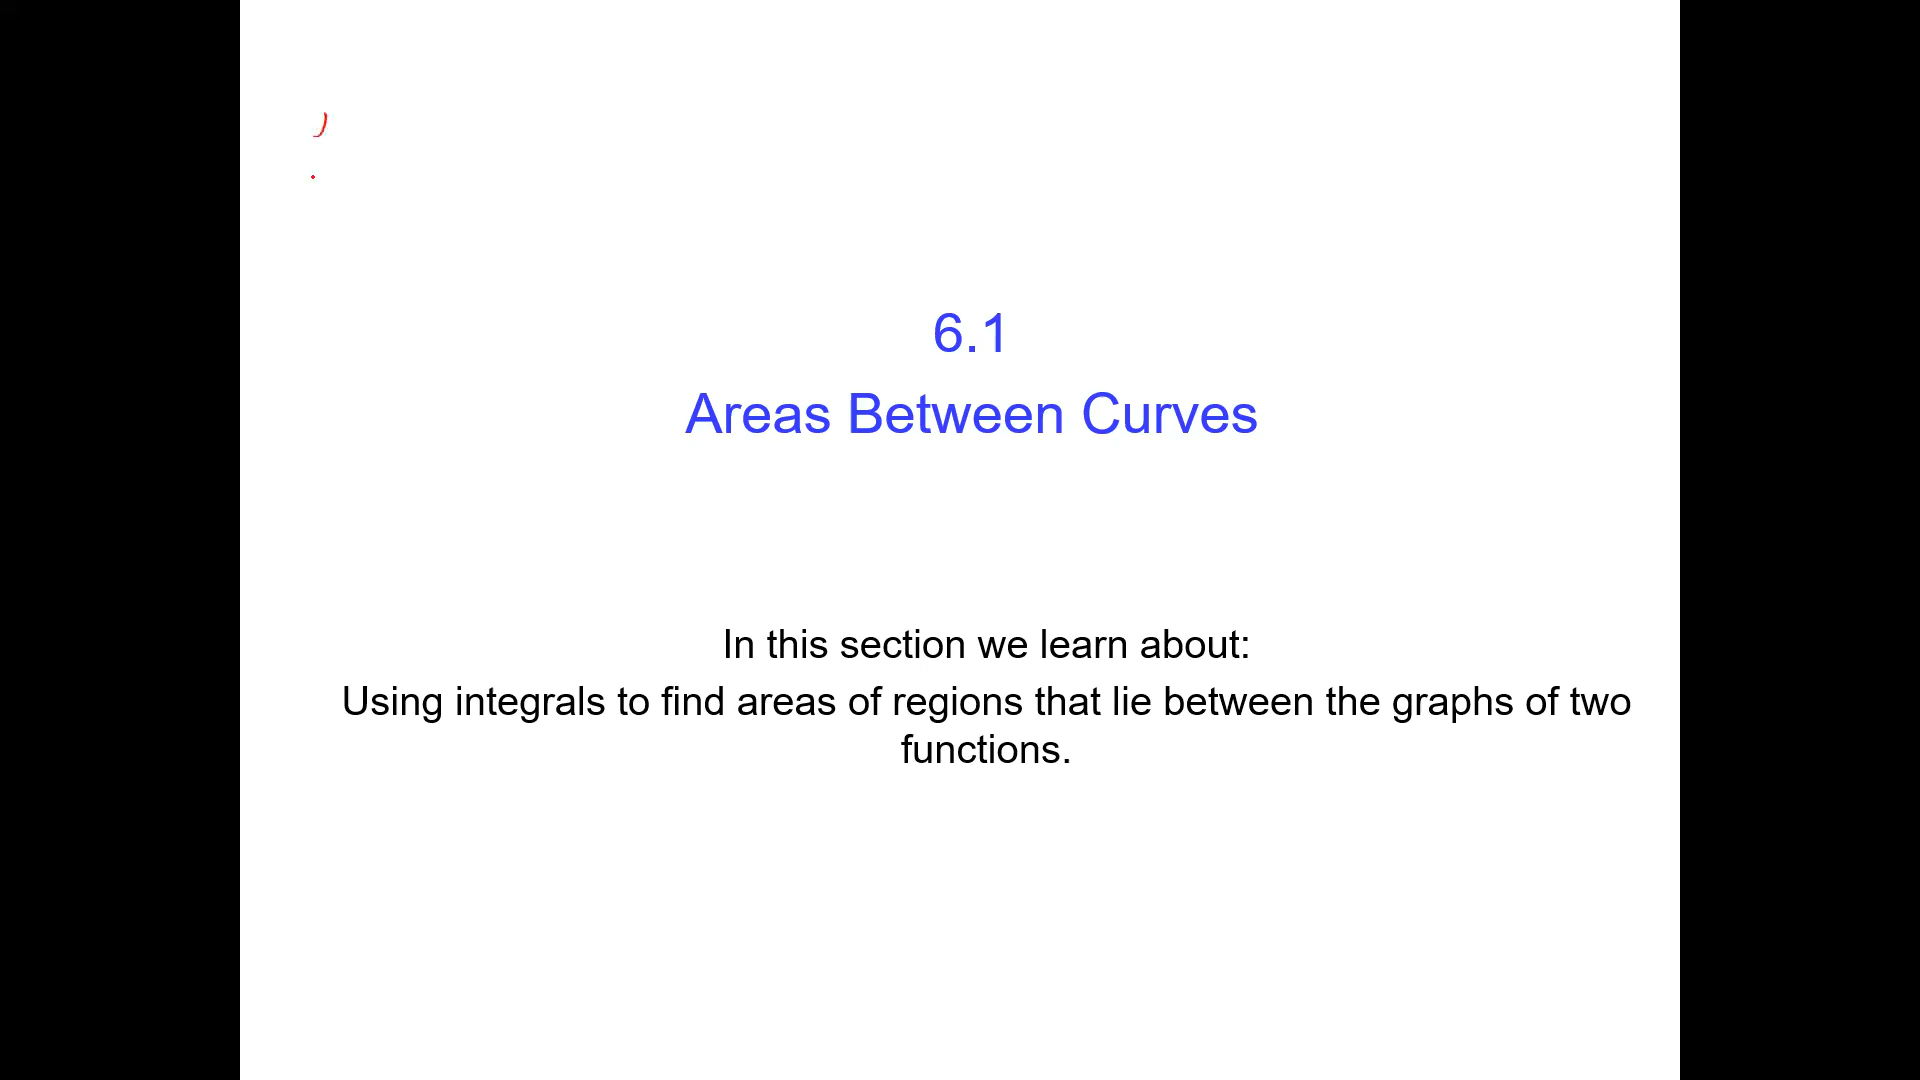 6.1
Areas Between Curves
In this section we learn about:
Using integrals to find areas of regions that lie between the graphs of two
functions.